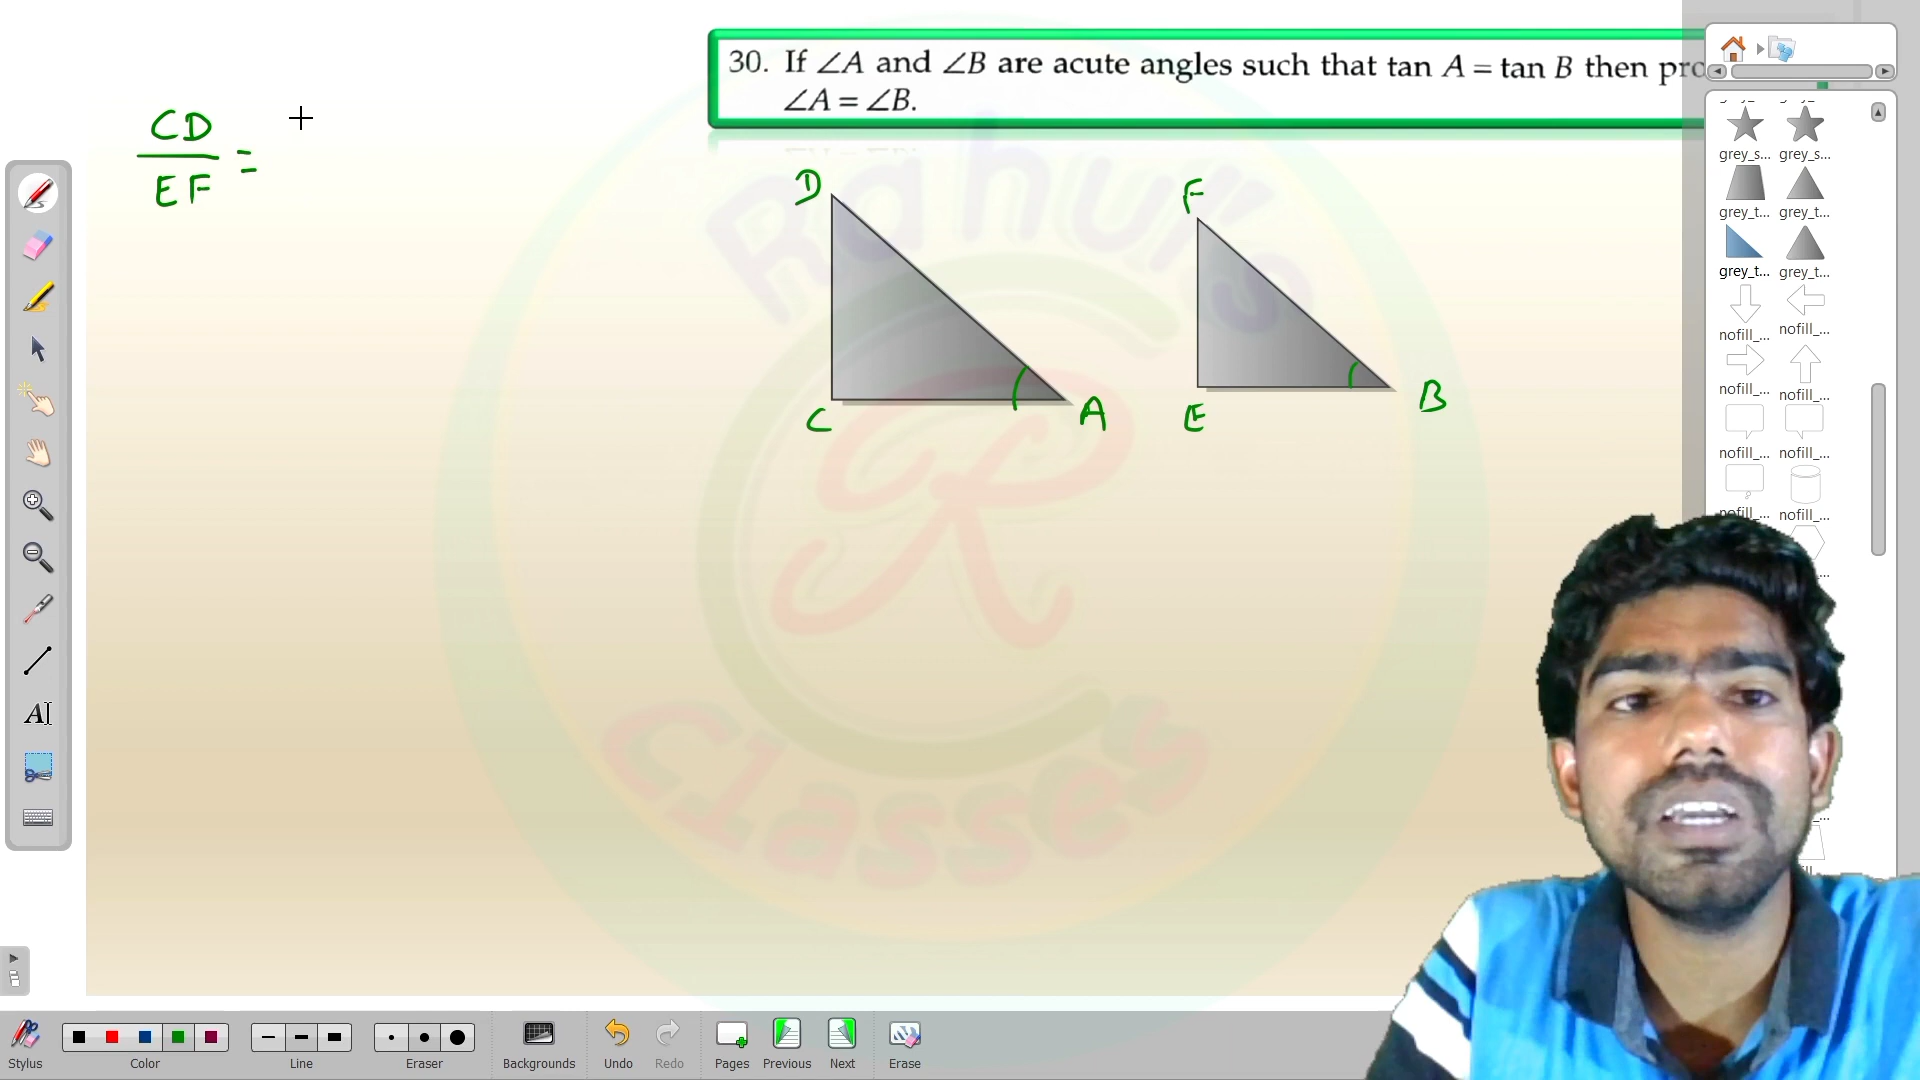 30. If ∠A and ∠B are acute angles such that tan A = tan B then
∠A = ∠B.
CD
EF
=
D
C
A
F
E
B
Rahul's
Classes
grey_s... grey_s...
grey_t... grey_t...
grey_t... grey_t...
nofill_... nofill_...
nofill_... nofill_...
nofill_... nofill_...
nofill_... nofill_...
Stylus Color Line Eraser Backgrounds Undo Redo Pages Previous Next Erase